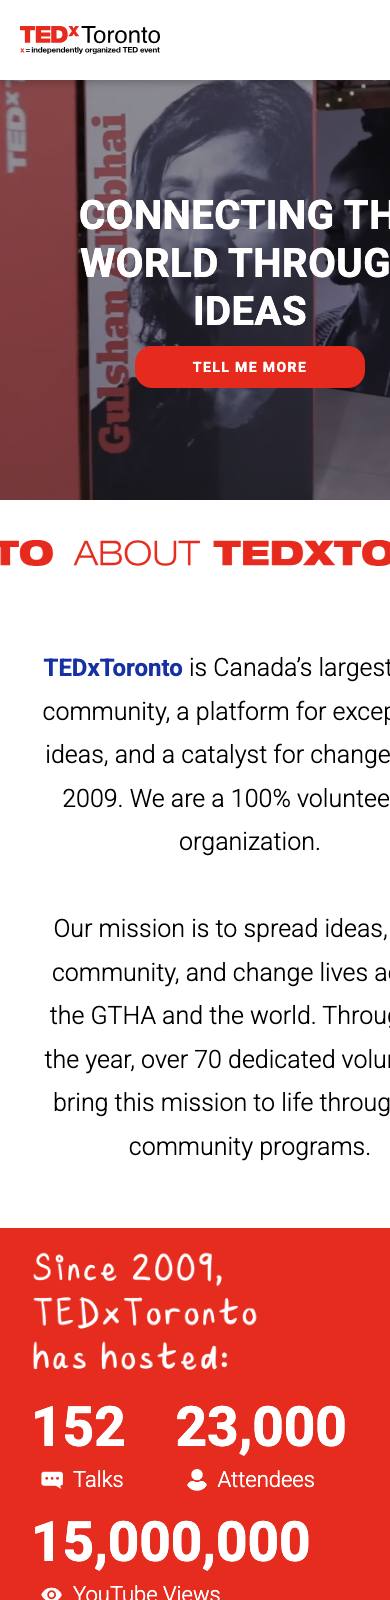 TEDx Toronto
x = independently organized TED event
TEDx
Gulshan Allibhai
CONNECTING TH
WORLD THROUG
IDEAS
TELL ME MORE
TO ABOUT TEDXTO
TEDxToronto is Canada’s largest
community, a platform for excep
ideas, and a catalyst for change
2009. We are a 100% voluntee
organization.
Our mission is to spread ideas,
community, and change lives a
the GTHA and the world. Throug
the year, over 70 dedicated volu
bring this mission to life throug
community programs.
Since 2009,
TEDxToronto
has hosted:
152 23,000
Talks Attendees
15,000,000
YouTube Views